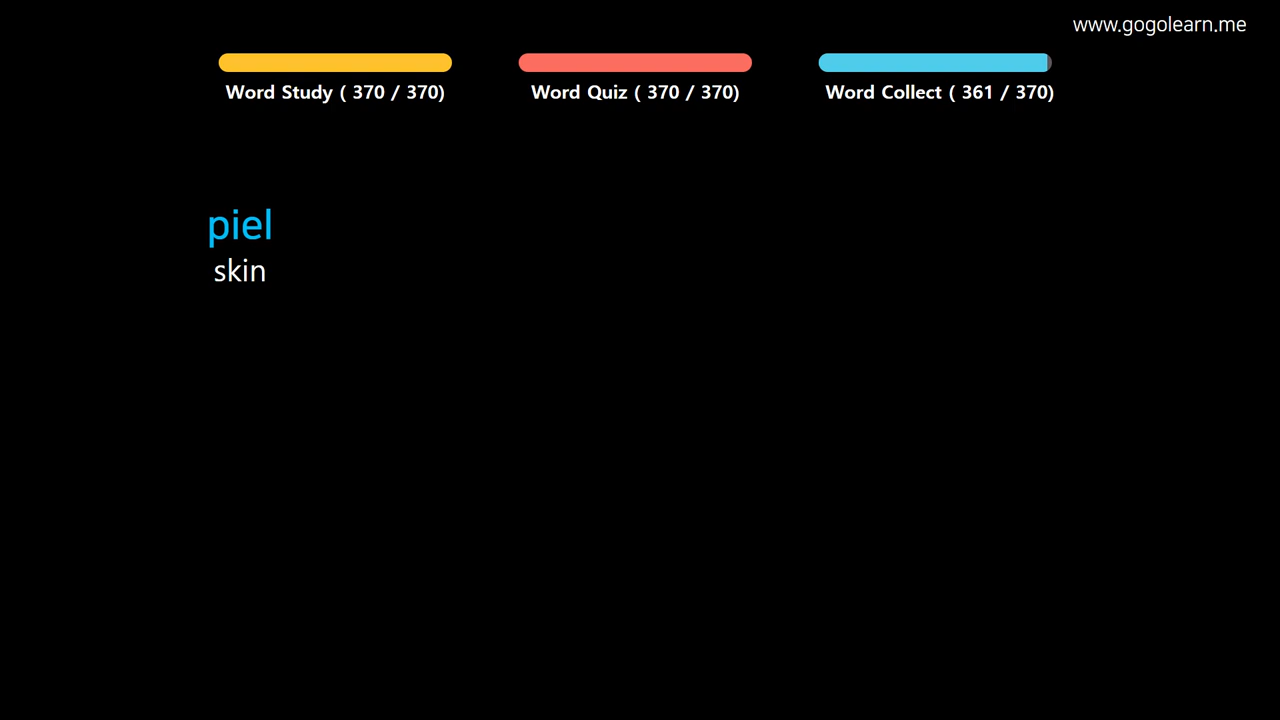 www.gogolearn.me
Word Study ( 370 / 370)
Word Quiz ( 370 / 370)
Word Collect ( 361 / 370)
piel
skin